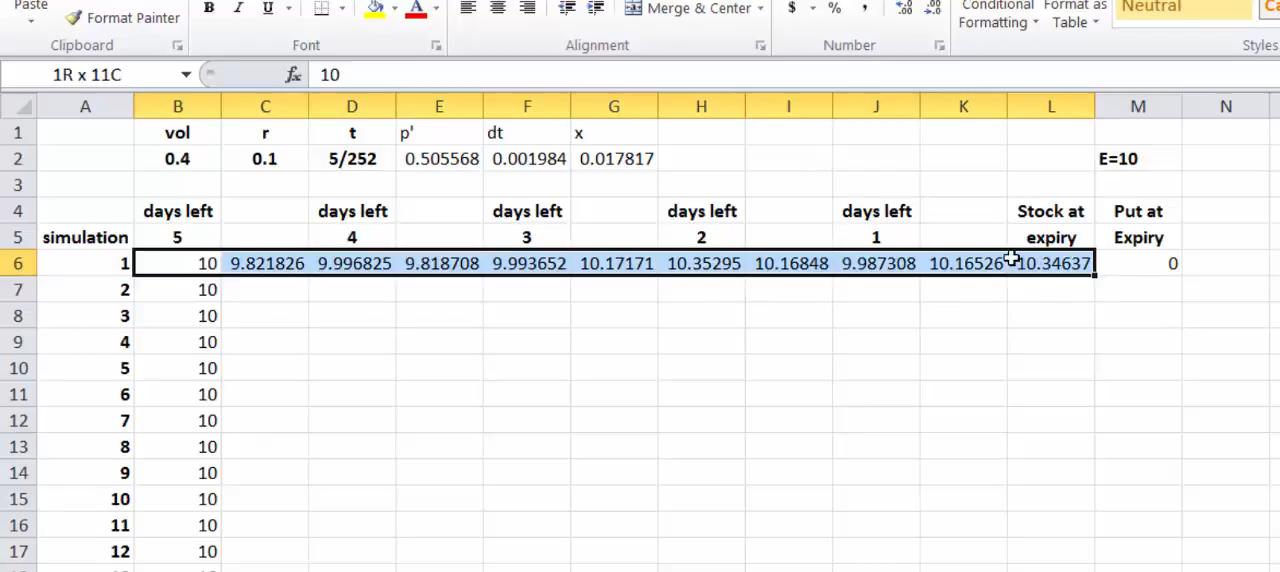 Paste
Format Painter
B I U
A
Merge & Center
$ % ,
Conditional Format as
Formatting Table
Neutral
Clipboard Font Alignment Number Styles
1R x 11C fx 10
A B C D E F G H I J K L M N
1 vol r t p' dt x
2 0.4 0.1 5/252 0.505568 0.001984 0.017817 E=10
3
4 days left days left days left days left days left Stock at Put at
5 simulation 5 4 3 2 1 expiry Expiry
6 1 10 9.821826 9.996825 9.818708 9.993652 10.17171 10.35295 10.16848 9.987308 10.16526 10.34637 0
7 2 10
8 3 10
9 4 10
10 5 10
11 6 10
12 7 10
13 8 10
14 9 10
15 10 10
16 11 10
17 12 10